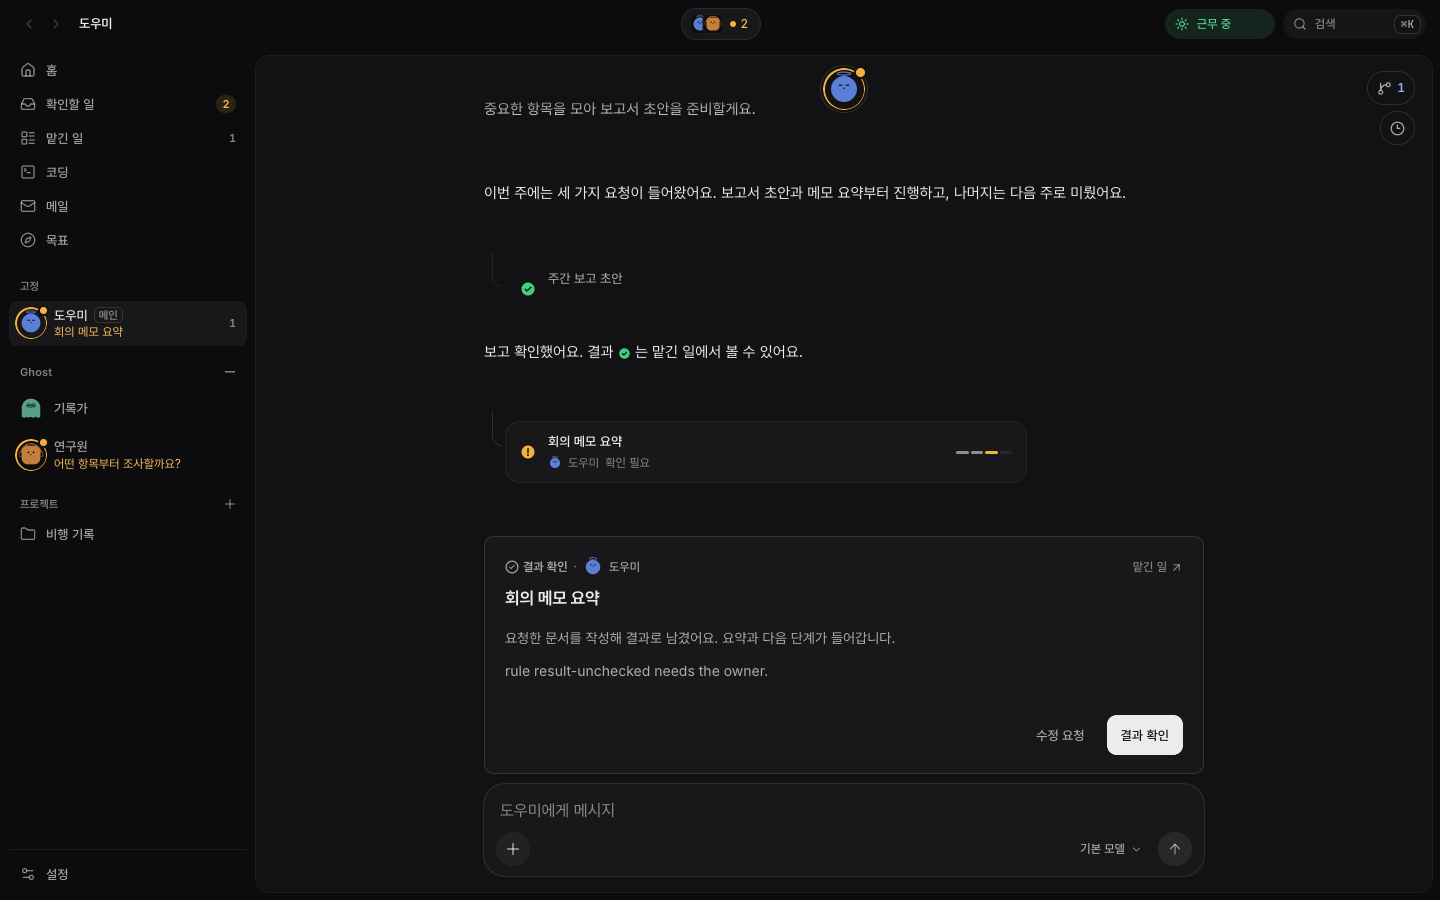 도우미
2
근무 중
검색
⌘K
홈
확인할 일
2
맡긴 일
1
코딩
메일
목표
고정
도우미 메인
회의 메모 요약
1
Ghost
기록가
연구원
어떤 항목부터 조사할까요?
프로젝트
비행 기록
설정
1
중요한 항목을 모아 보고서 초안을 준비할게요.
이번 주에는 세 가지 요청이 들어왔어요. 보고서 초안과 메모 요약부터 진행하고, 나머지는 다음 주로 미뤘어요.
주간 보고 초안
보고 확인했어요. 결과 는 맡긴 일에서 볼 수 있어요.
회의 메모 요약
도우미 확인 필요
결과 확인 · 도우미
맡긴 일
회의 메모 요약
요청한 문서를 작성해 결과로 남겼어요. 요약과 다음 단계가 들어갑니다.
rule result-unchecked needs the owner.
수정 요청
결과 확인
도우미에게 메시지
기본 모델